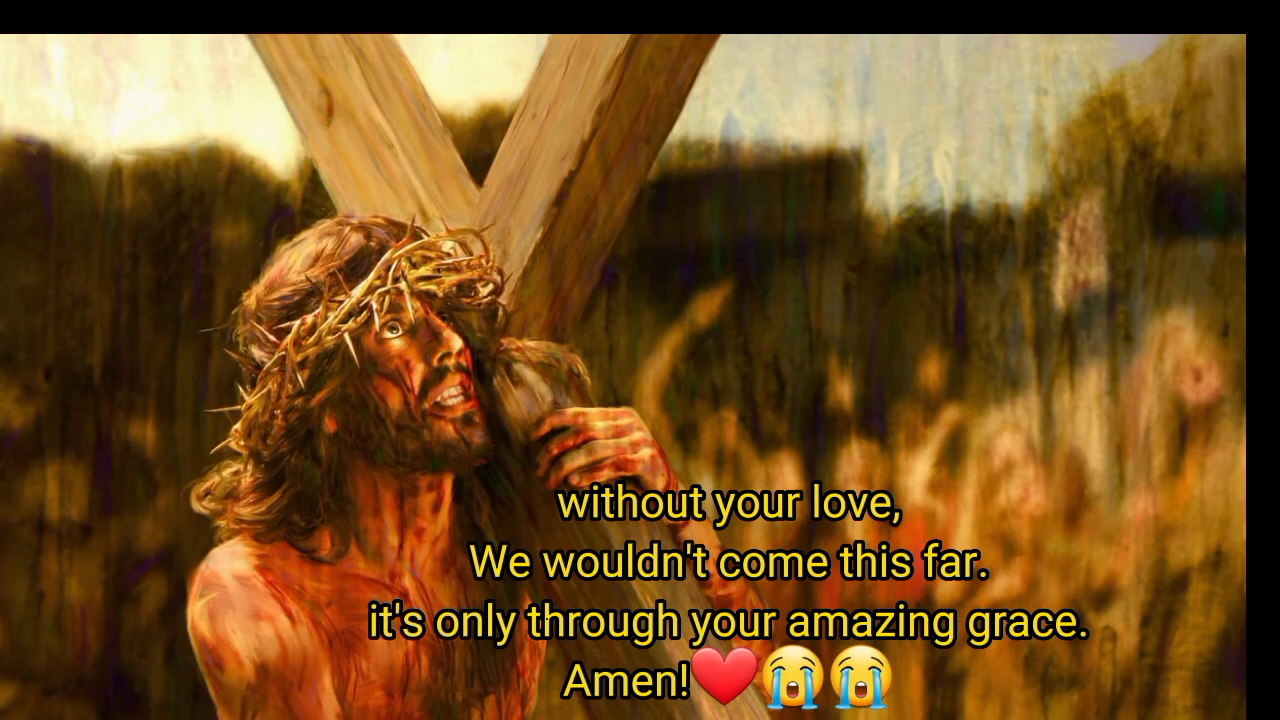 without your love,
We wouldn't come this far.
it's only through your amazing grace.
Amen!❤️😭😭